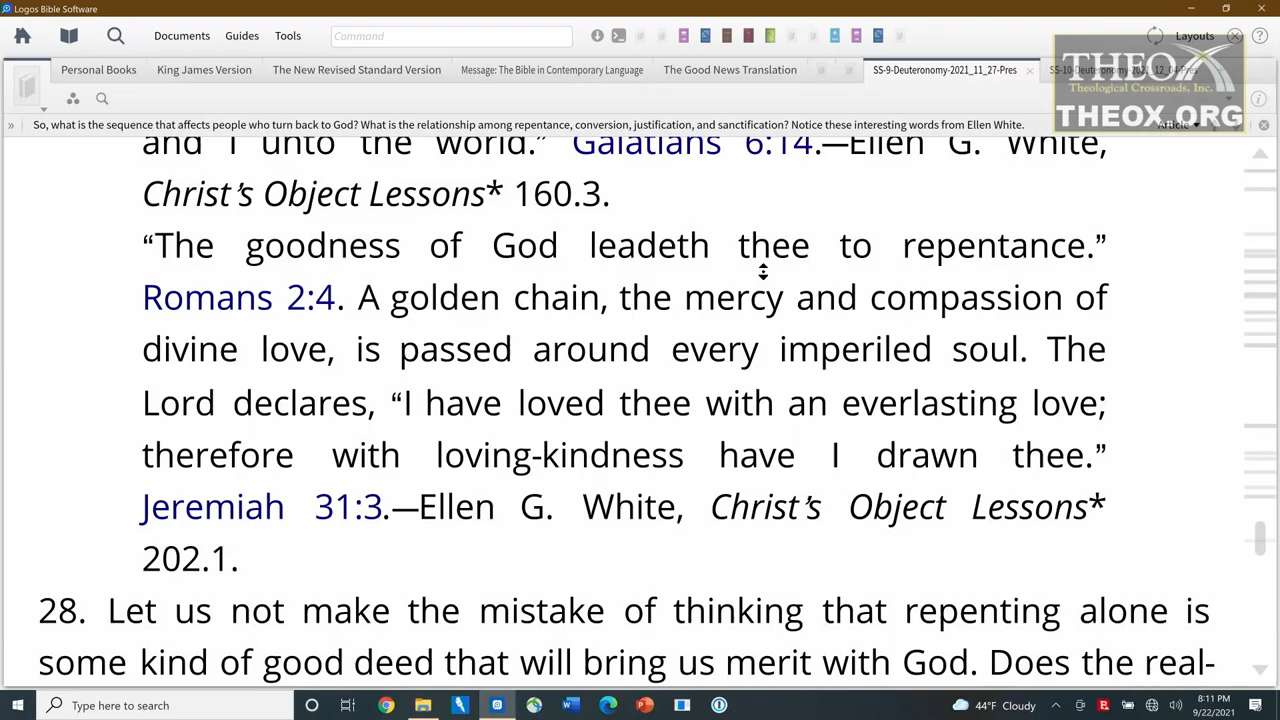 Logos Bible Software
Documents Guides Tools Command Layouts
Personal Books King James Version The New Revised Standard The Message: The Bible in Contemporary Language The Good News Translation SS-9-Deuteronomy-2021_11_27-Pres SS-10-Deuteronomy-2021_12_04-Pres
THEOX
Theological Crossroads, Inc.
THEOX.ORG
» So, what is the sequence that affects people who turn back to God? What is the relationship among repentance, conversion, justification, and sanctification? Notice these interesting words from Ellen White. Article
and I unto the world.” Galatians 6:14.—Ellen G. White,
Christ’s Object Lessons* 160.3.
“The goodness of God leadeth thee to repentance.”
Romans 2:4. A golden chain, the mercy and compassion of
divine love, is passed around every imperiled soul. The
Lord declares, “I have loved thee with an everlasting love;
therefore with loving-kindness have I drawn thee.”
Jeremiah 31:3.—Ellen G. White, Christ’s Object Lessons*
202.1.
28. Let us not make the mistake of thinking that repenting alone is
some kind of good deed that will bring us merit with God. Does the real-
Type here to search
44°F Cloudy
8:11 PM
9/22/2021